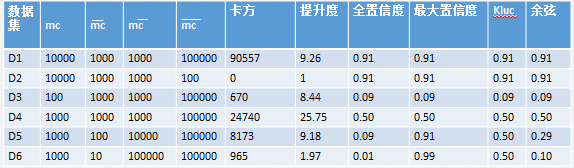 数据集 mc m̅c mc̅ m̅c̅ 卡方 提升度 全置信度 最大置信度 Kluc 余弦
D1 10000 1000 1000 100000 90557 9.26 0.91 0.91 0.91 0.91
D2 10000 1000 1000 100 0 1 0.91 0.91 0.91 0.91
D3 100 1000 1000 100000 670 8.44 0.09 0.09 0.09 0.09
D4 1000 1000 1000 100000 24740 25.75 0.50 0.50 0.50 0.50
D5 1000 100 10000 100000 8173 9.18 0.09 0.91 0.50 0.29
D6 1000 10 100000 100000 965 1.97 0.01 0.99 0.50 0.10